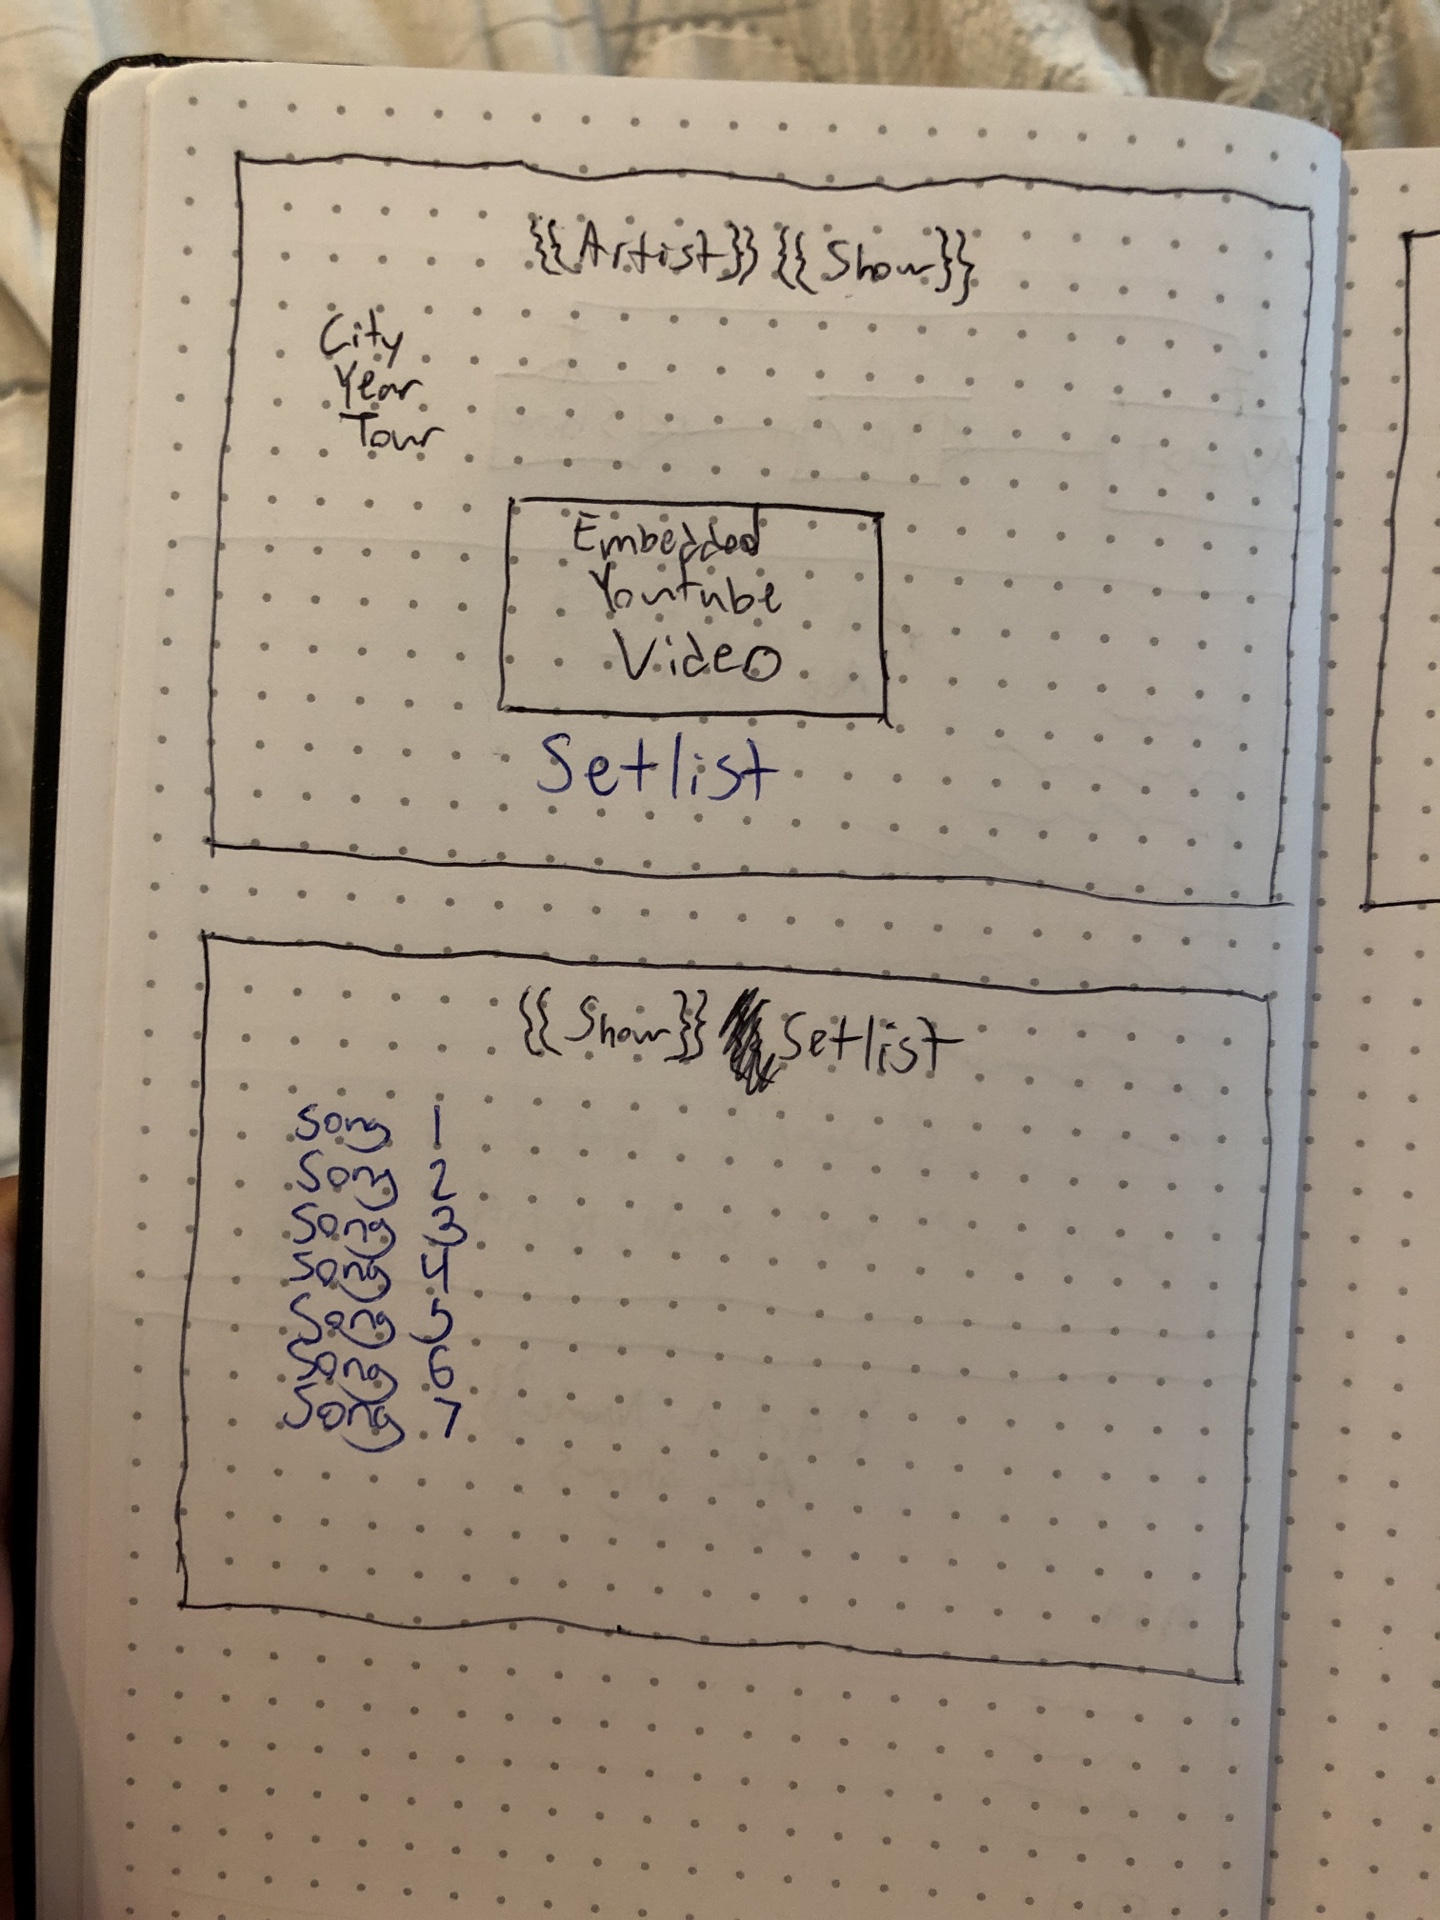 {{Artist}} {{Show}}
City
Year
Tour
Embedded
Youtube
Video
Setlist
{{Show}} Setlist
Song 1
Song 2
Song 3
Song 4
Song 5
Song 6
Song 7